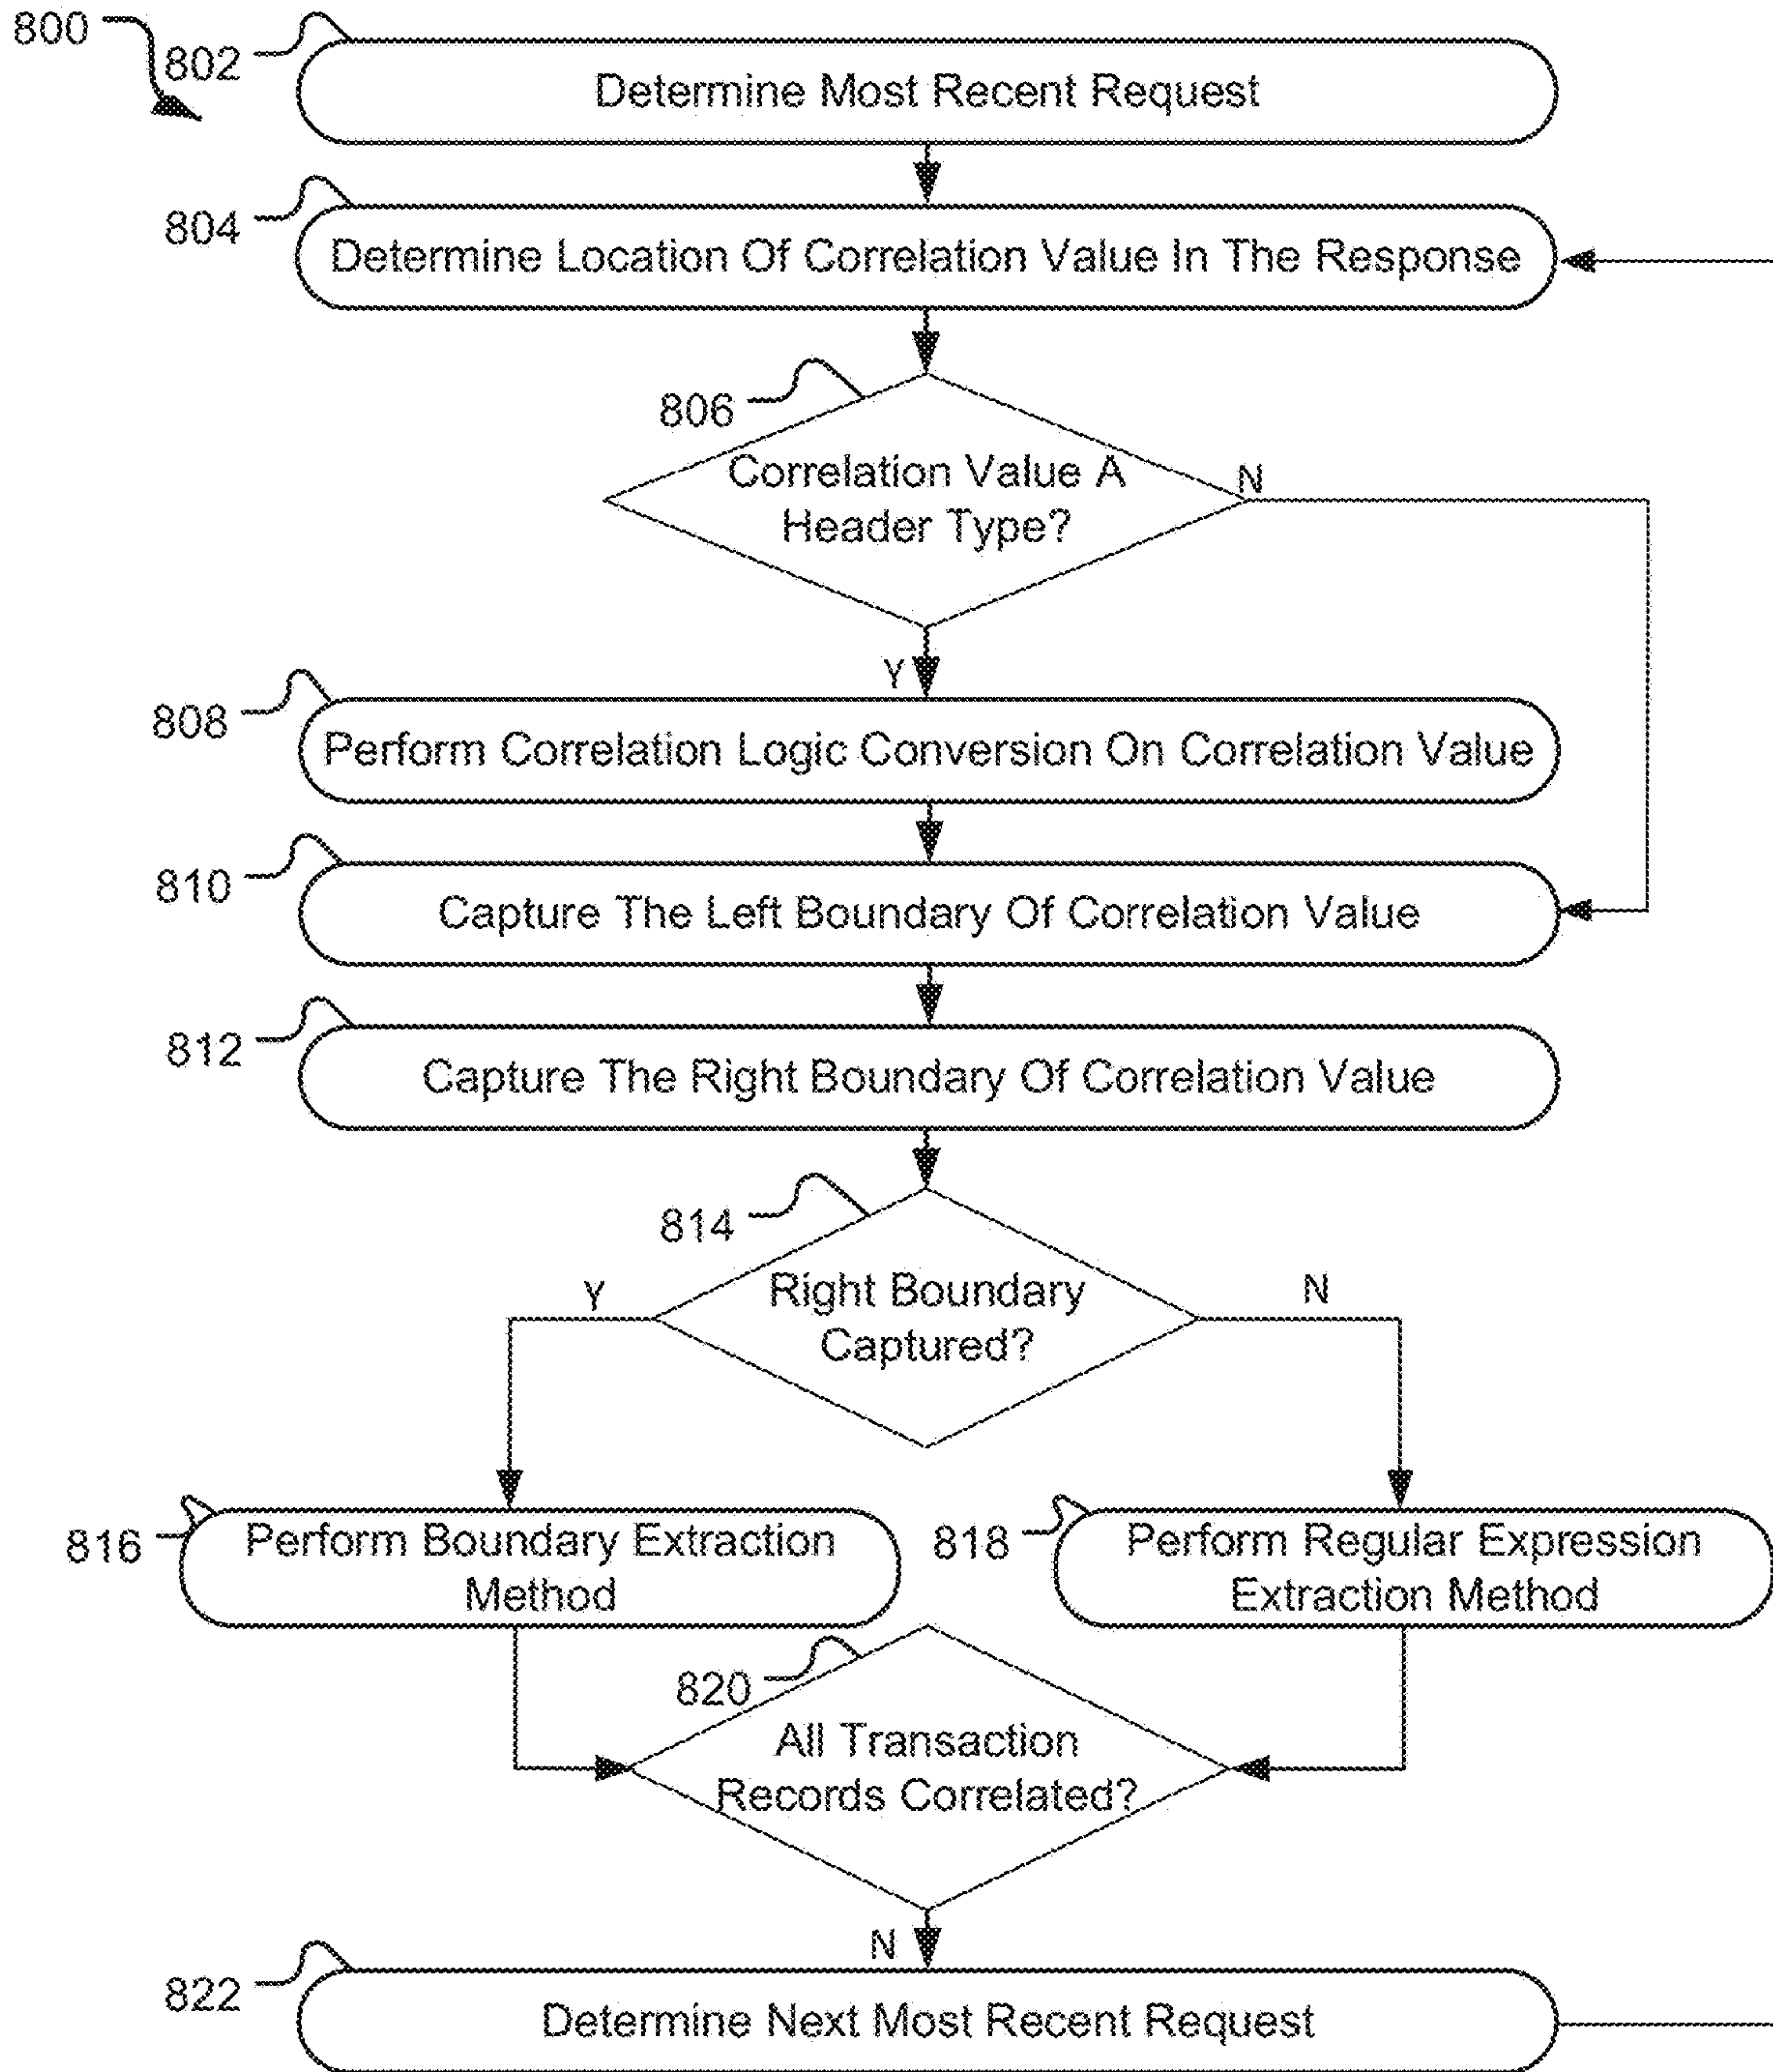 800
802
Determine Most Recent Request
804
Determine Location Of Correlation Value In The Response
806
Correlation Value A
Header Type?
N
Y
808
Perform Correlation Logic Conversion On Correlation Value
810
Capture The Left Boundary Of Correlation Value
812
Capture The Right Boundary Of Correlation Value
814
Right Boundary
Captured?
Y
N
816
Perform Boundary Extraction
Method
818
Perform Regular Expression
Extraction Method
820
All Transaction
Records Correlated?
N
822
Determine Next Most Recent Request